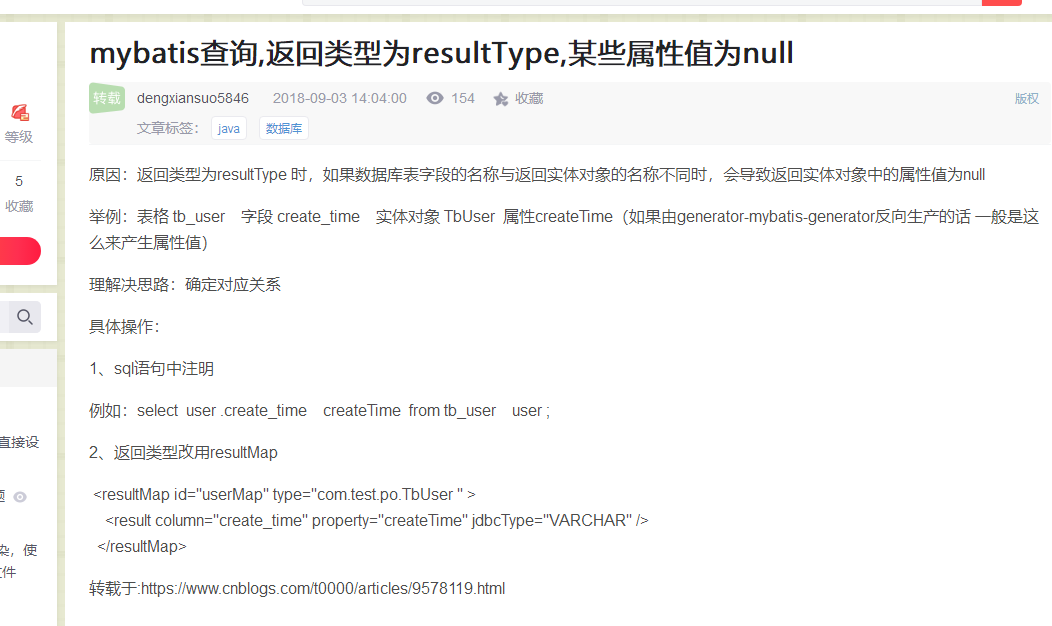 mybatis查询,返回类型为resultType,某些属性值为null
转载 dengxiansuo5846 2018-09-03 14:04:00 154 收藏 版权
文章标签： java 数据库
等级
5
收藏
原因：返回类型为resultType 时，如果数据库表字段的名称与返回实体对象的名称不同时，会导致返回实体对象中的属性值为null
举例：表格 tb_user 字段 create_time 实体对象 TbUser 属性createTime（如果由generator-mybatis-generator反向生产的话 一般是这
么来产生属性值）
理解决思路：确定对应关系
具体操作：
1、sql语句中注明
例如：select user .create_time createTime from tb_user user ;
2、返回类型改用resultMap
<resultMap id="userMap" type="com.test.po.TbUser " >
<result column="create_time" property="createTime" jdbcType="VARCHAR" />
</resultMap>
转载于:https://www.cnblogs.com/t0000/articles/9578119.html
直接设
染，使
文件